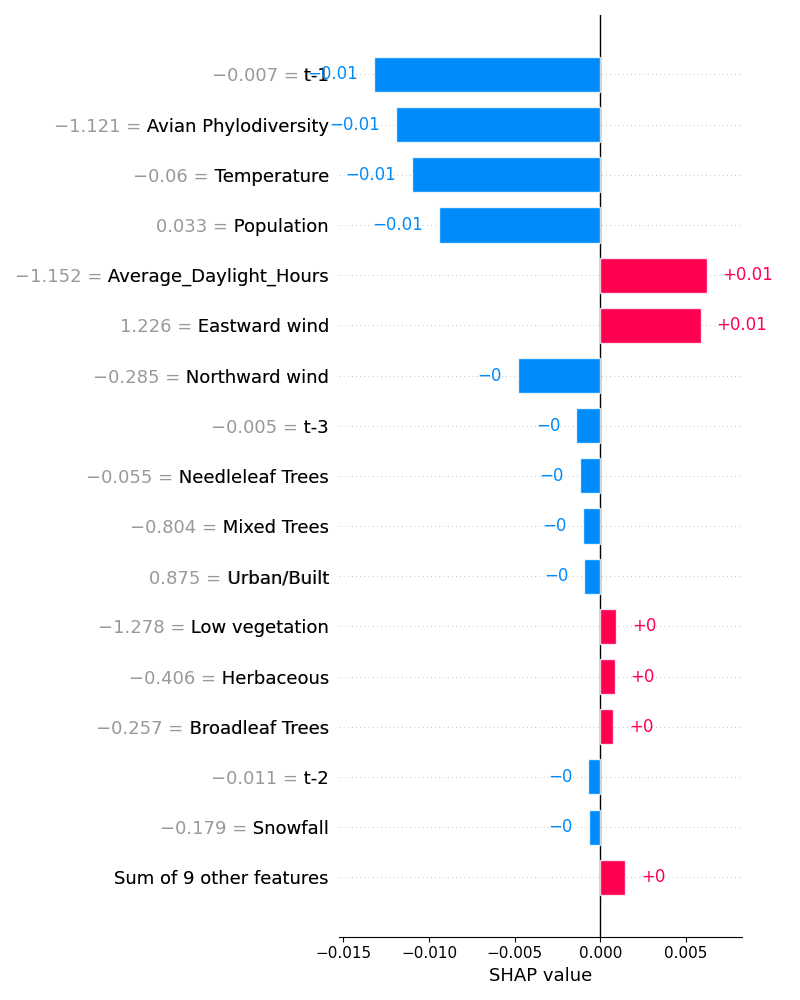 −0.007 = t-1 −0.01
−1.121 = Avian Phylodiversity −0.01
−0.06 = Temperature −0.01
0.033 = Population −0.01
−1.152 = Average_Daylight_Hours +0.01
1.226 = Eastward wind +0.01
−0.285 = Northward wind −0
−0.005 = t-3 −0
−0.055 = Needleleaf Trees −0
−0.804 = Mixed Trees −0
0.875 = Urban/Built −0
−1.278 = Low vegetation +0
−0.406 = Herbaceous +0
−0.257 = Broadleaf Trees +0
−0.011 = t-2 −0
−0.179 = Snowfall −0
Sum of 9 other features +0
−0.015 −0.010 −0.005 0.000 0.005
SHAP value